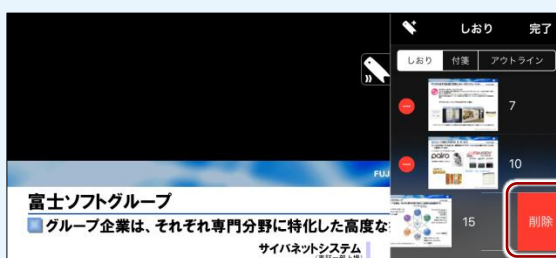 しおり 完了
しおり 付箋 アウトライン
7
10
15 削除
FUJ
富士ソフトグループ
グループ企業は、それぞれ専門分野に特化した高度な
サイバネットシステム